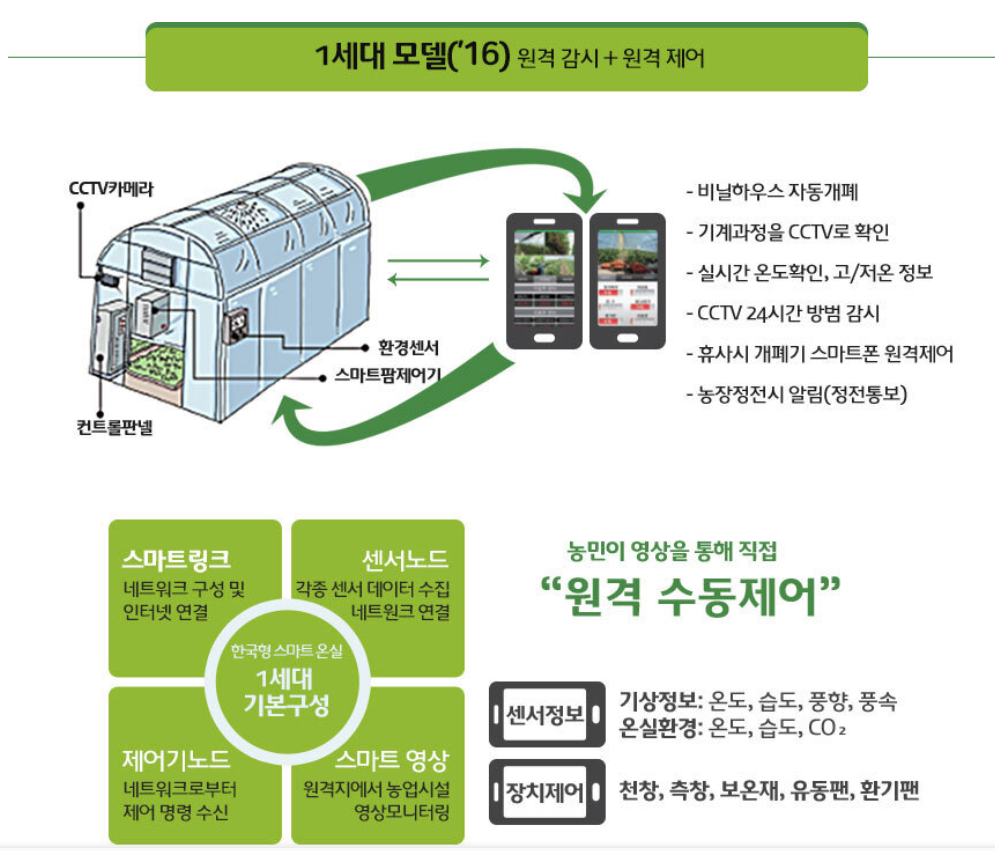 1세대 모델('16) 원격 감시 + 원격 제어
CCTV카메라
환경센서
스마트팜제어기
컨트롤판넬
- 비닐하우스 자동개폐
- 기계과정을 CCTV로 확인
- 실시간 온도확인, 고/저온 정보
- CCTV 24시간 방범 감시
- 휴사시 개폐기 스마트폰 원격제어
- 농장정전시 알림(정전통보)
스마트링크
네트워크 구성 및
인터넷 연결
센서노드
각종 센서 데이터 수집
네트원크 연결
한국형 스마트 온실
1세대
기본구성
제어기노드
네트워크로부터
제어 명령 수신
스마트 영상
원격지에서 농업시설
영상모니터링
농민이 영상을 통해 직접
“원격 수동제어”
센서정보
기상정보: 온도, 습도, 풍향, 풍속
온실환경: 온도, 습도, CO₂
장치제어
천창, 측창, 보온재, 유동팬, 환기팬